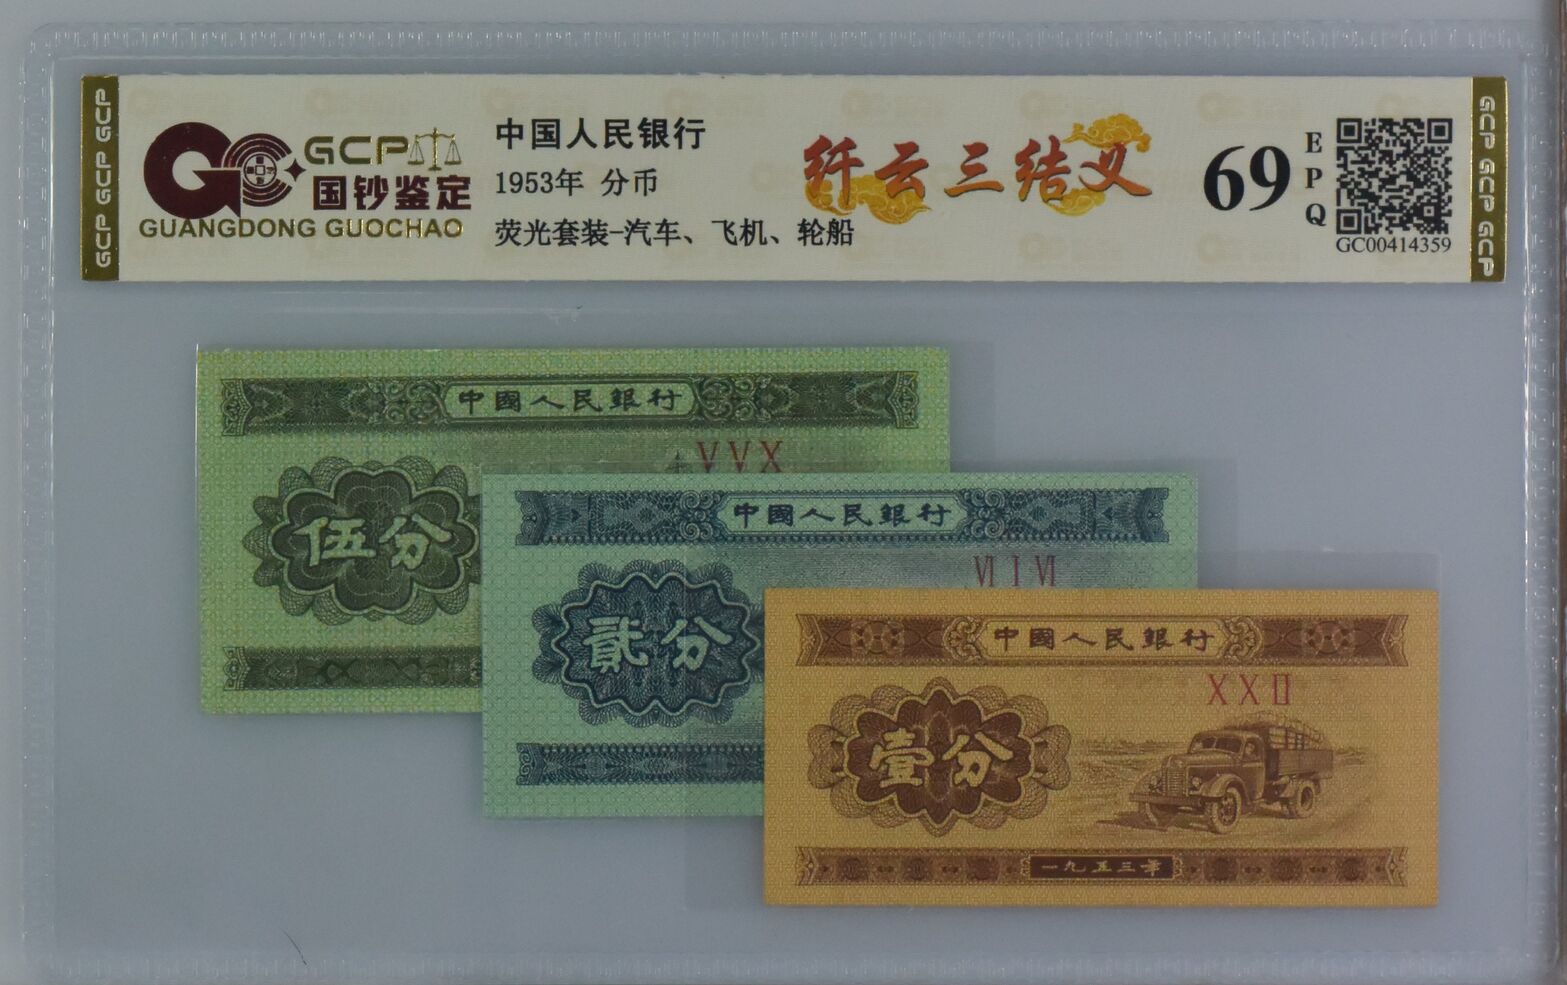 GCP GCP GCP
GCP
国钞鉴定
GUANGDONG GUOCHAO
中国人民银行
1953年 分币
荧光套装-汽车、飞机、轮船
纤云三结义
69
EPQ
GC00414359
GCP GCP GCP
中國人民銀行
VVX
伍分
中國人民銀行
VI I VI
貳分
中國人民銀行
XXII
壹分
一九五三年